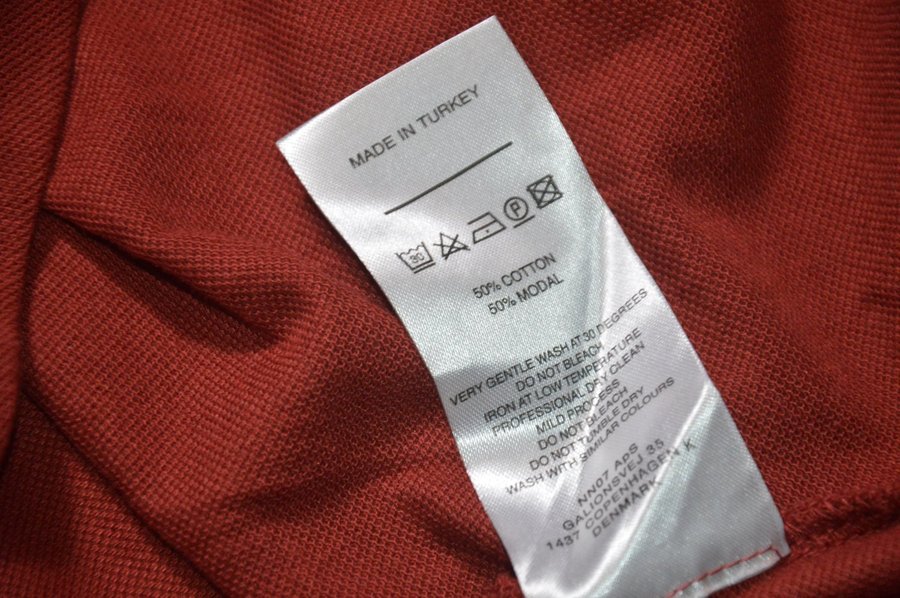 MADE IN TURKEY
30
P
50% COTTON
50% MODAL
VERY GENTLE WASH AT 30 DEGREES
DO NOT BLEACH
IRON AT LOW TEMPERATURE
PROFESSIONAL DRY CLEAN
MILD PROCESS
DO NOT BLEACH
DO NOT TUMBLE DRY
WASH WITH SIMILAR COLOURS
NN07 APS
GALIONSVEJ 35
1437 COPENHAGEN K
DENMARK